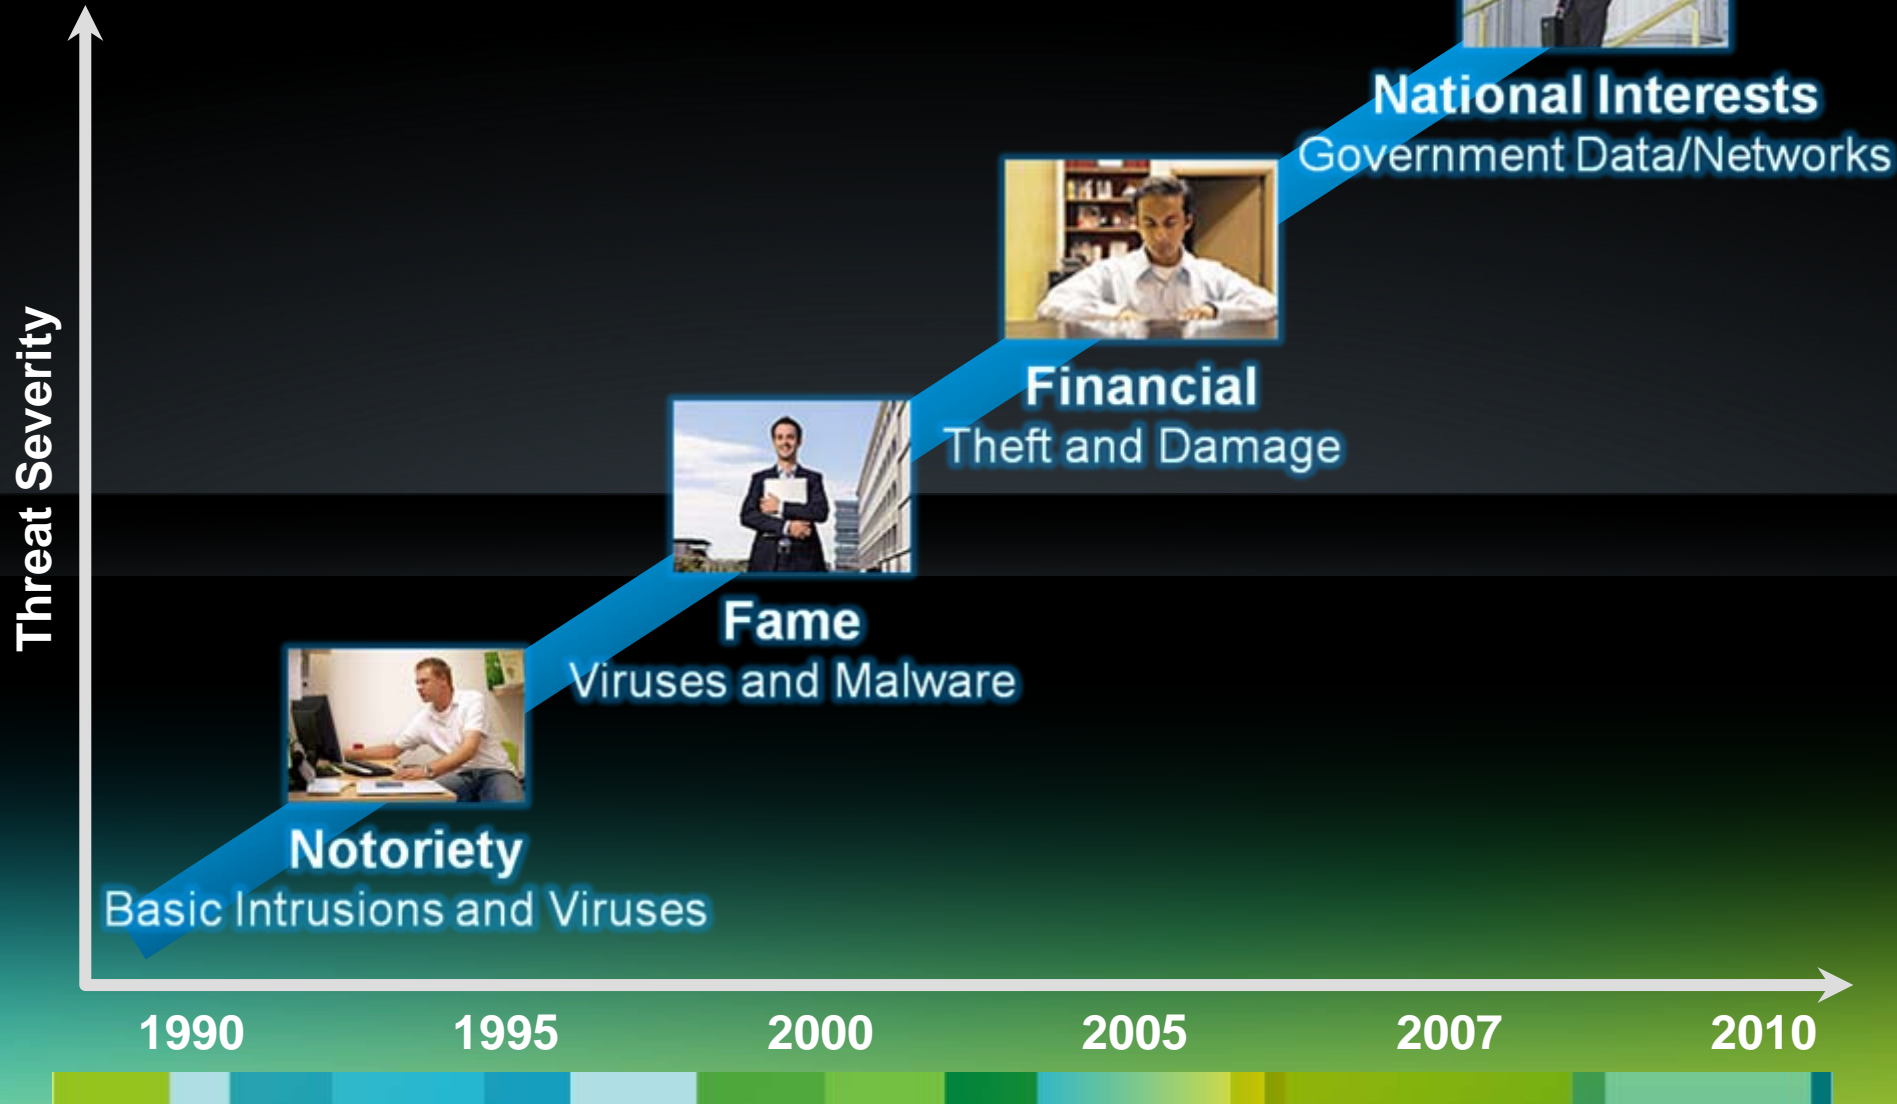 National Interests
Government Data/Networks
Financial
Theft and Damage
Threat Severity
Fame
Viruses and Malware
Notoriety
Basic Intrusions and Viruses
1990 1995 2000 2005 2007 2010